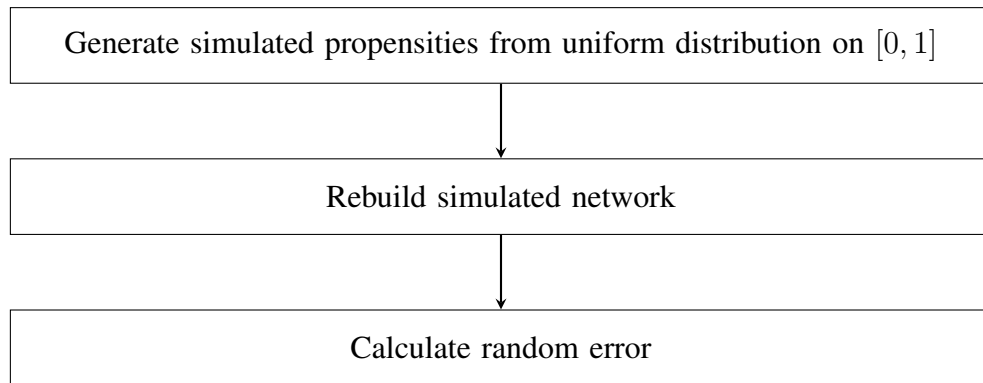 Generate simulated propensities from uniform distribution on [0, 1]
Rebuild simulated network
Calculate random error